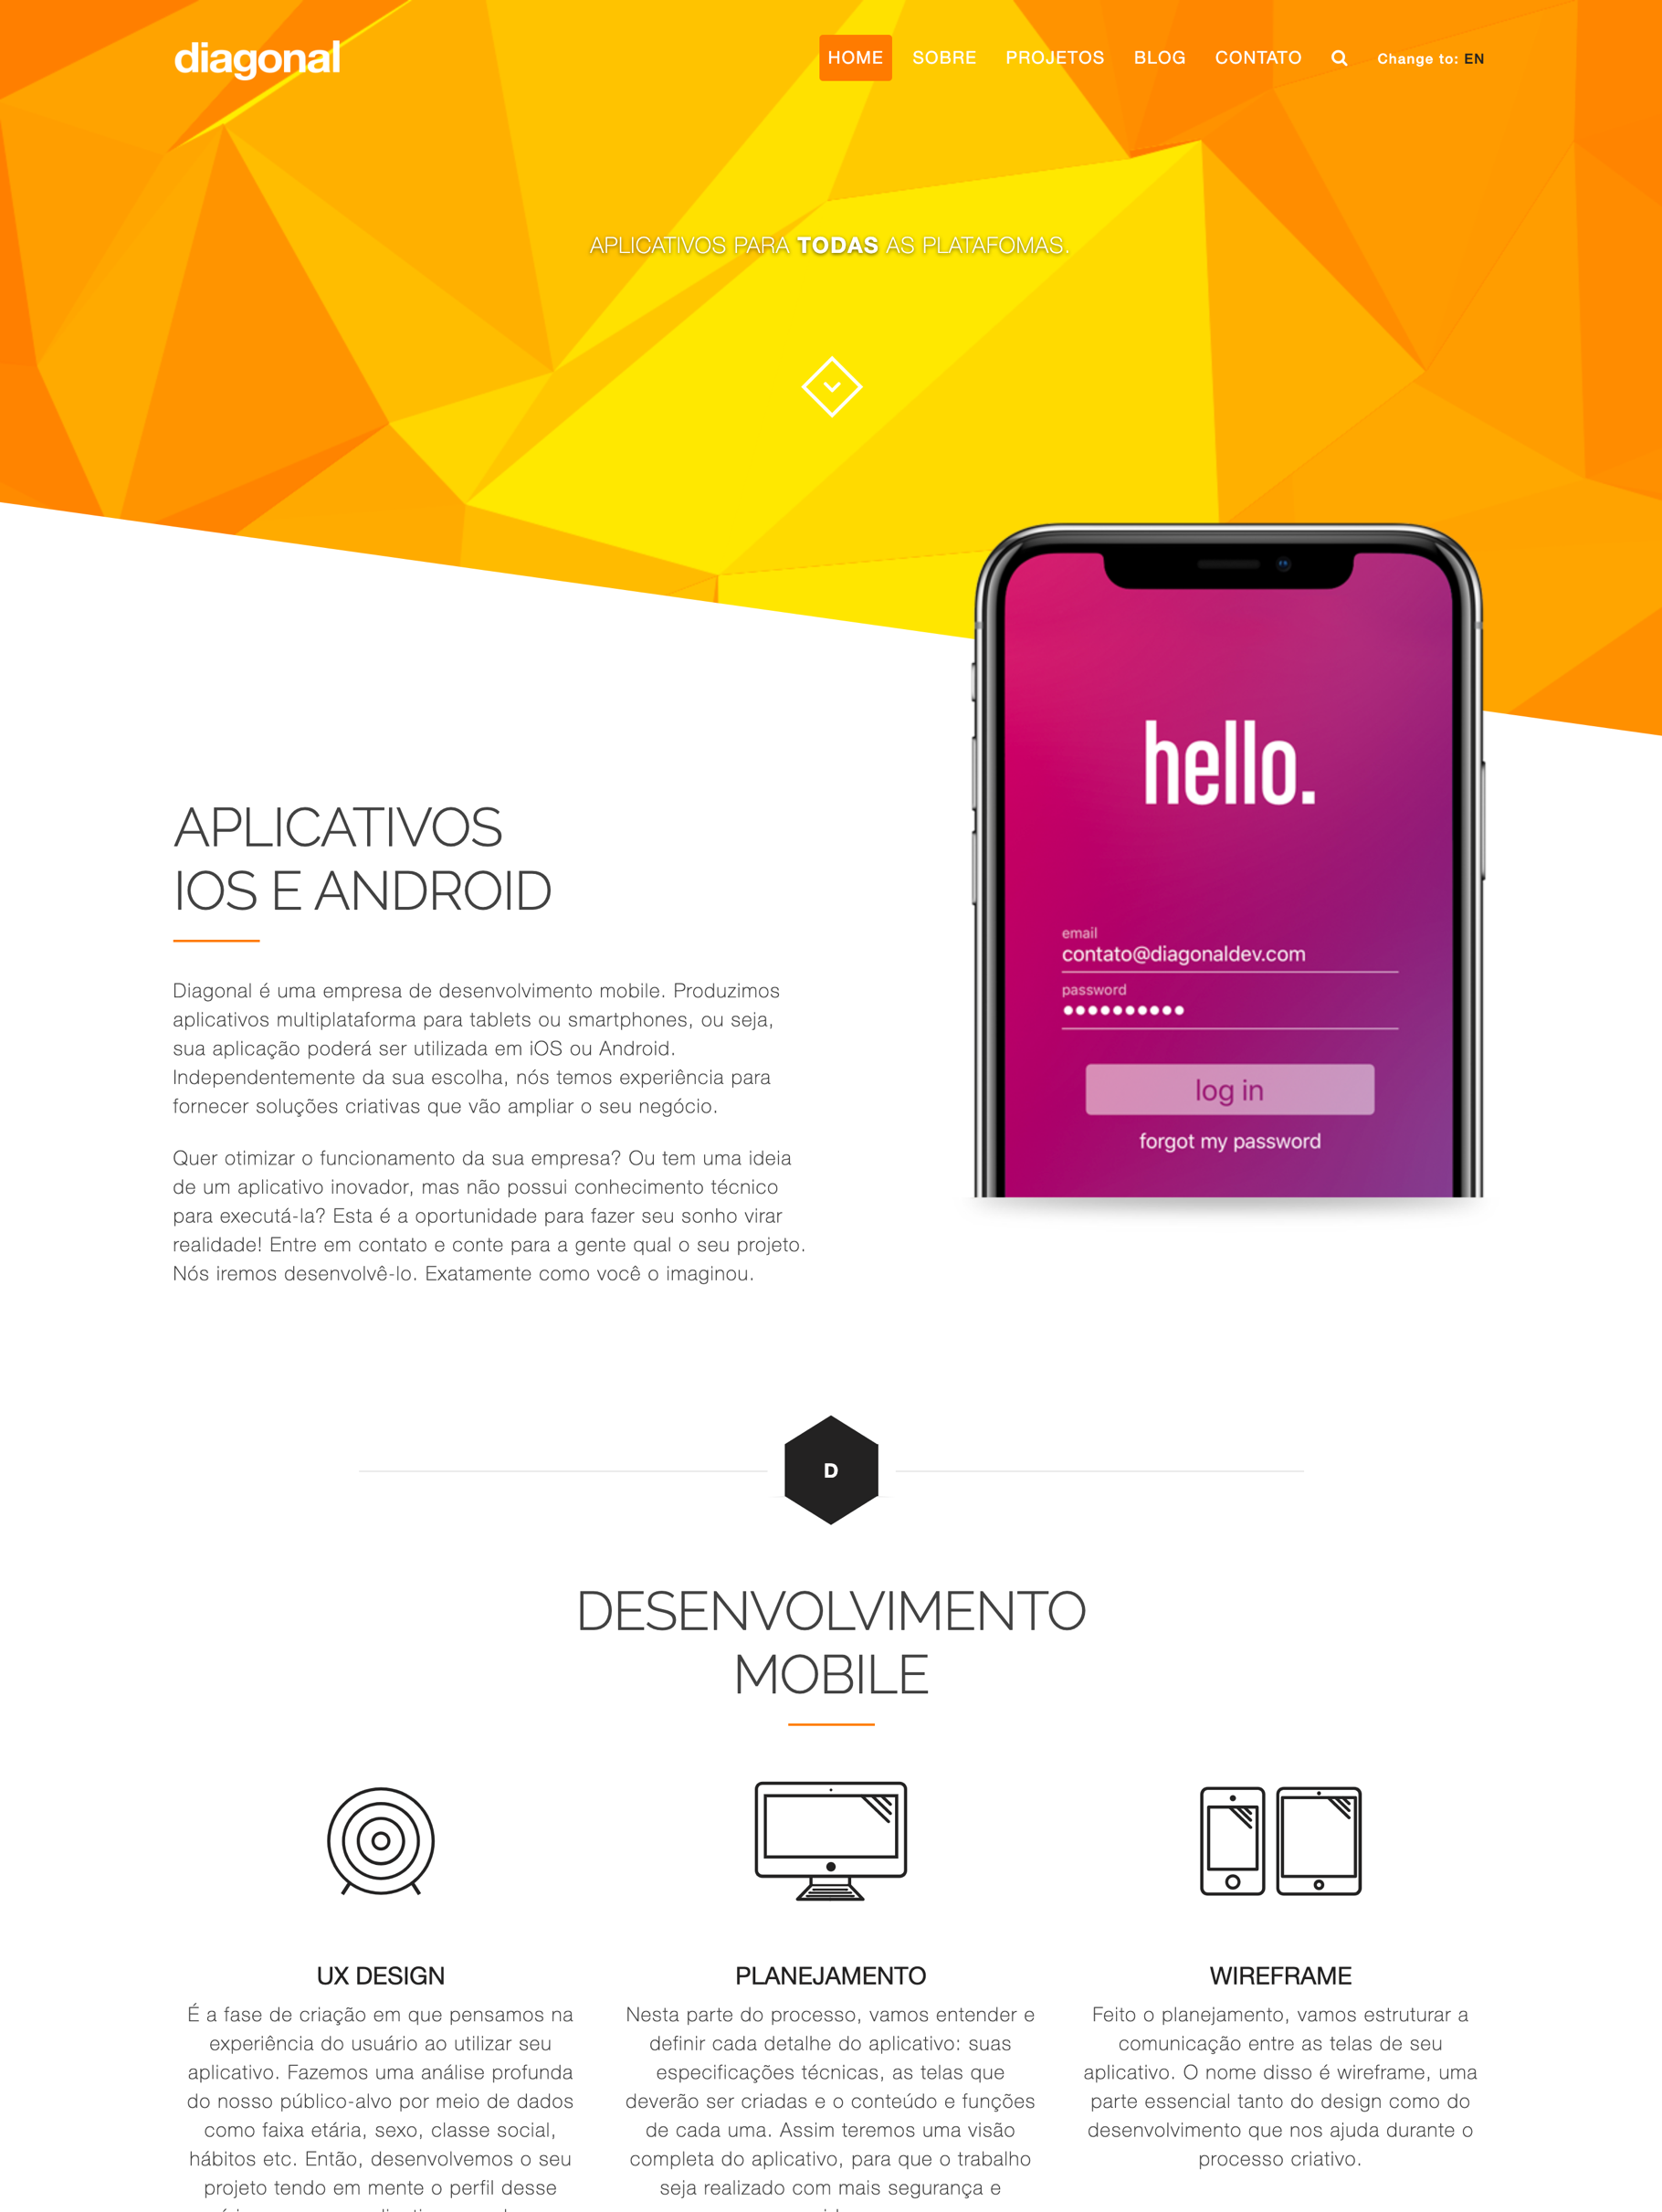 diagonal
HOME SOBRE PROJETOS BLOG CONTATO Change to: EN
APLICATIVOS PARA TODAS AS PLATAFOMAS.
hello.
email
contato@diagonaldev.com
password
log in
forgot my password
APLICATIVOS
IOS E ANDROID
Diagonal é uma empresa de desenvolvimento mobile. Produzimos
aplicativos multiplataforma para tablets ou smartphones, ou seja,
sua aplicação poderá ser utilizada em iOS ou Android.
Independentemente da sua escolha, nós temos experiência para
fornecer soluções criativas que vão ampliar o seu negócio.
Quer otimizar o funcionamento da sua empresa? Ou tem uma ideia
de um aplicativo inovador, mas não possui conhecimento técnico
para executá-la? Esta é a oportunidade para fazer seu sonho virar
realidade! Entre em contato e conte para a gente qual o seu projeto.
Nós iremos desenvolvê-lo. Exatamente como você o imaginou.
D
DESENVOLVIMENTO
MOBILE
UX DESIGN
É a fase de criação em que pensamos na
experiência do usuário ao utilizar seu
aplicativo. Fazemos uma análise profunda
do nosso público-alvo por meio de dados
como faixa etária, sexo, classe social,
hábitos etc. Então, desenvolvemos o seu
projeto tendo em mente o perfil desse
PLANEJAMENTO
Nesta parte do processo, vamos entender e
definir cada detalhe do aplicativo: suas
especificações técnicas, as telas que
deverão ser criadas e o conteúdo e funções
de cada uma. Assim teremos uma visão
completa do aplicativo, para que o trabalho
seja realizado com mais segurança e
WIREFRAME
Feito o planejamento, vamos estruturar a
comunicação entre as telas de seu
aplicativo. O nome disso é wireframe, uma
parte essencial tanto do design como do
desenvolvimento que nos ajuda durante o
processo criativo.